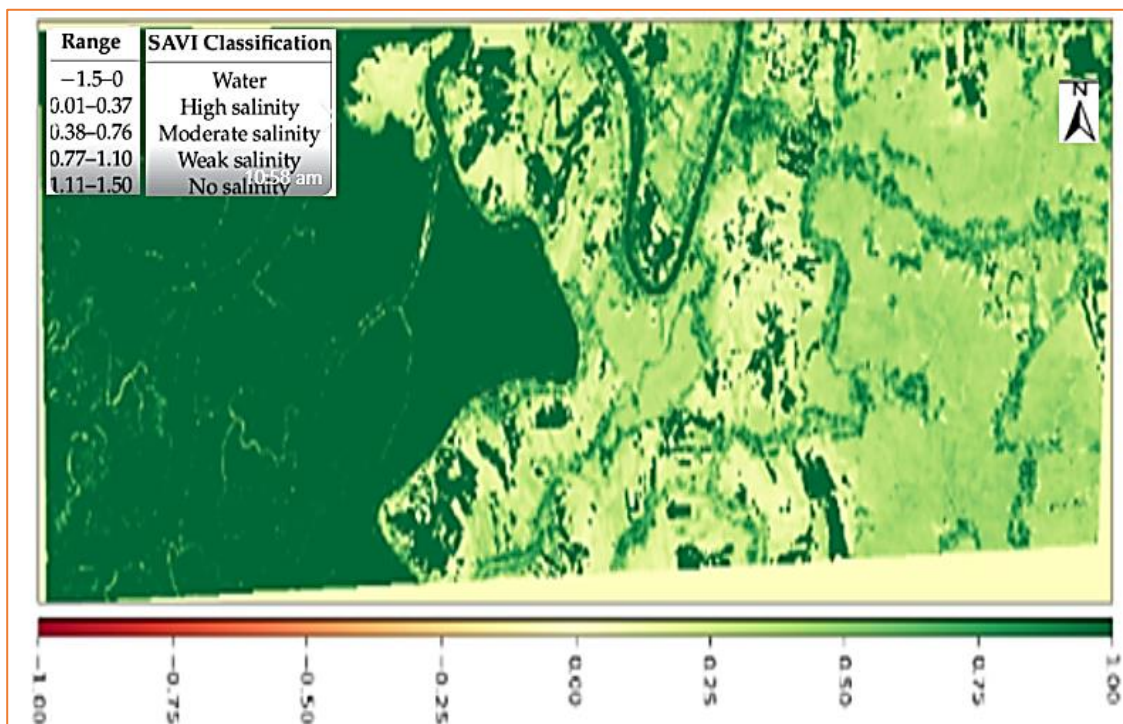 Range SAVI Classification
−1.5–0 Water
0.01–0.37 High salinity
0.38–0.76 Moderate salinity
0.77–1.10 Weak salinity
1.11–1.50 No salinity
10:58 am
N
-1.00 -0.75 -0.50 -0.25 0.00 0.25 0.50 0.75 1.00